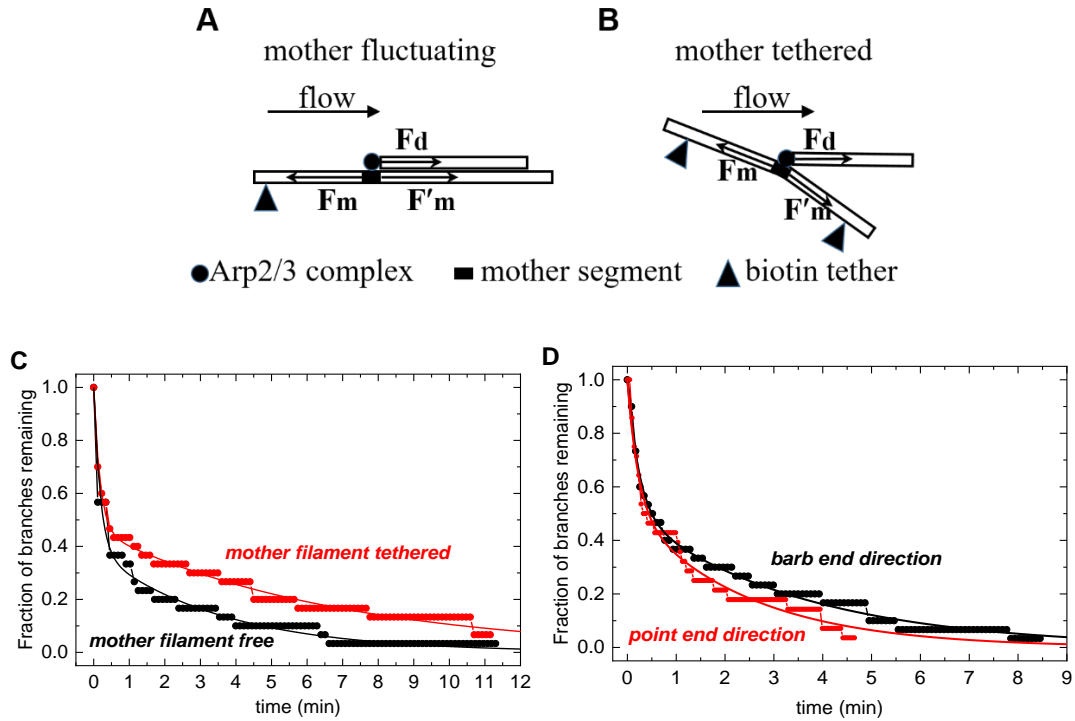 A
mother fluctuating
flow
Fd
Fm
F'm
B
mother tethered
flow
Fd
Fm
F'm
Arp2/3 complex
mother segment
biotin tether
C
Fraction of branches remaining
1.0
0.8
0.6
0.4
0.2
0.0
mother filament tethered
mother filament free
0 1 2 3 4 5 6 7 8 9 10 11 12
time (min)
D
Fraction of branches remaining
1.0
0.8
0.6
0.4
0.2
0.0
barb end direction
point end direction
0 1 2 3 4 5 6 7 8 9
time (min)